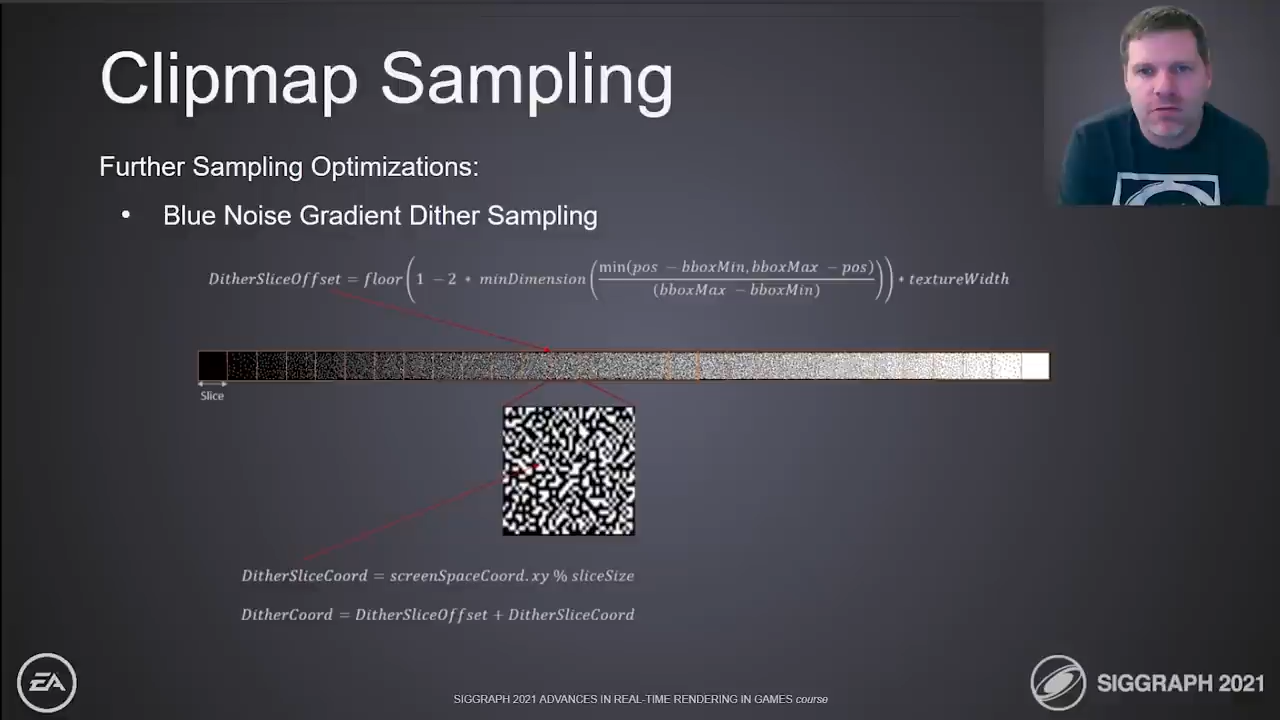 Clipmap Sampling
Further Sampling Optimizations:
• Blue Noise Gradient Dither Sampling
DitherSliceOffset = floor(1 − 2 * minDimension(min(pos − bboxMin, bboxMax − pos) / (bboxMax − bboxMin))) * textureWidth
Slice
DitherSliceCoord = screenSpaceCoord.xy % sliceSize
DitherCoord = DitherSliceOffset + DitherSliceCoord
EA
SIGGRAPH 2021 ADVANCES IN REAL-TIME RENDERING IN GAMES course
SIGGRAPH 2021